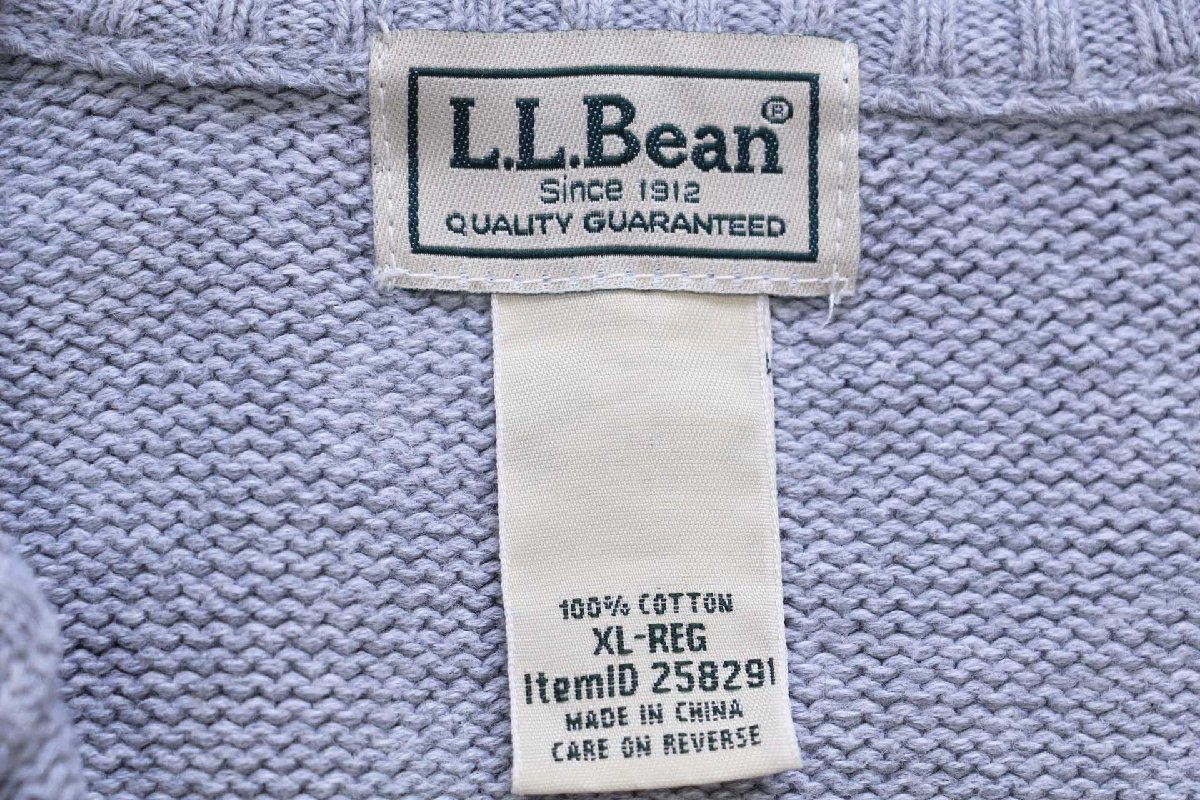 L.L.Bean®
Since 1912
QUALITY GUARANTEED
100% COTTON
XL-REG
ItemID 258291
MADE IN CHINA
CARE ON REVERSE